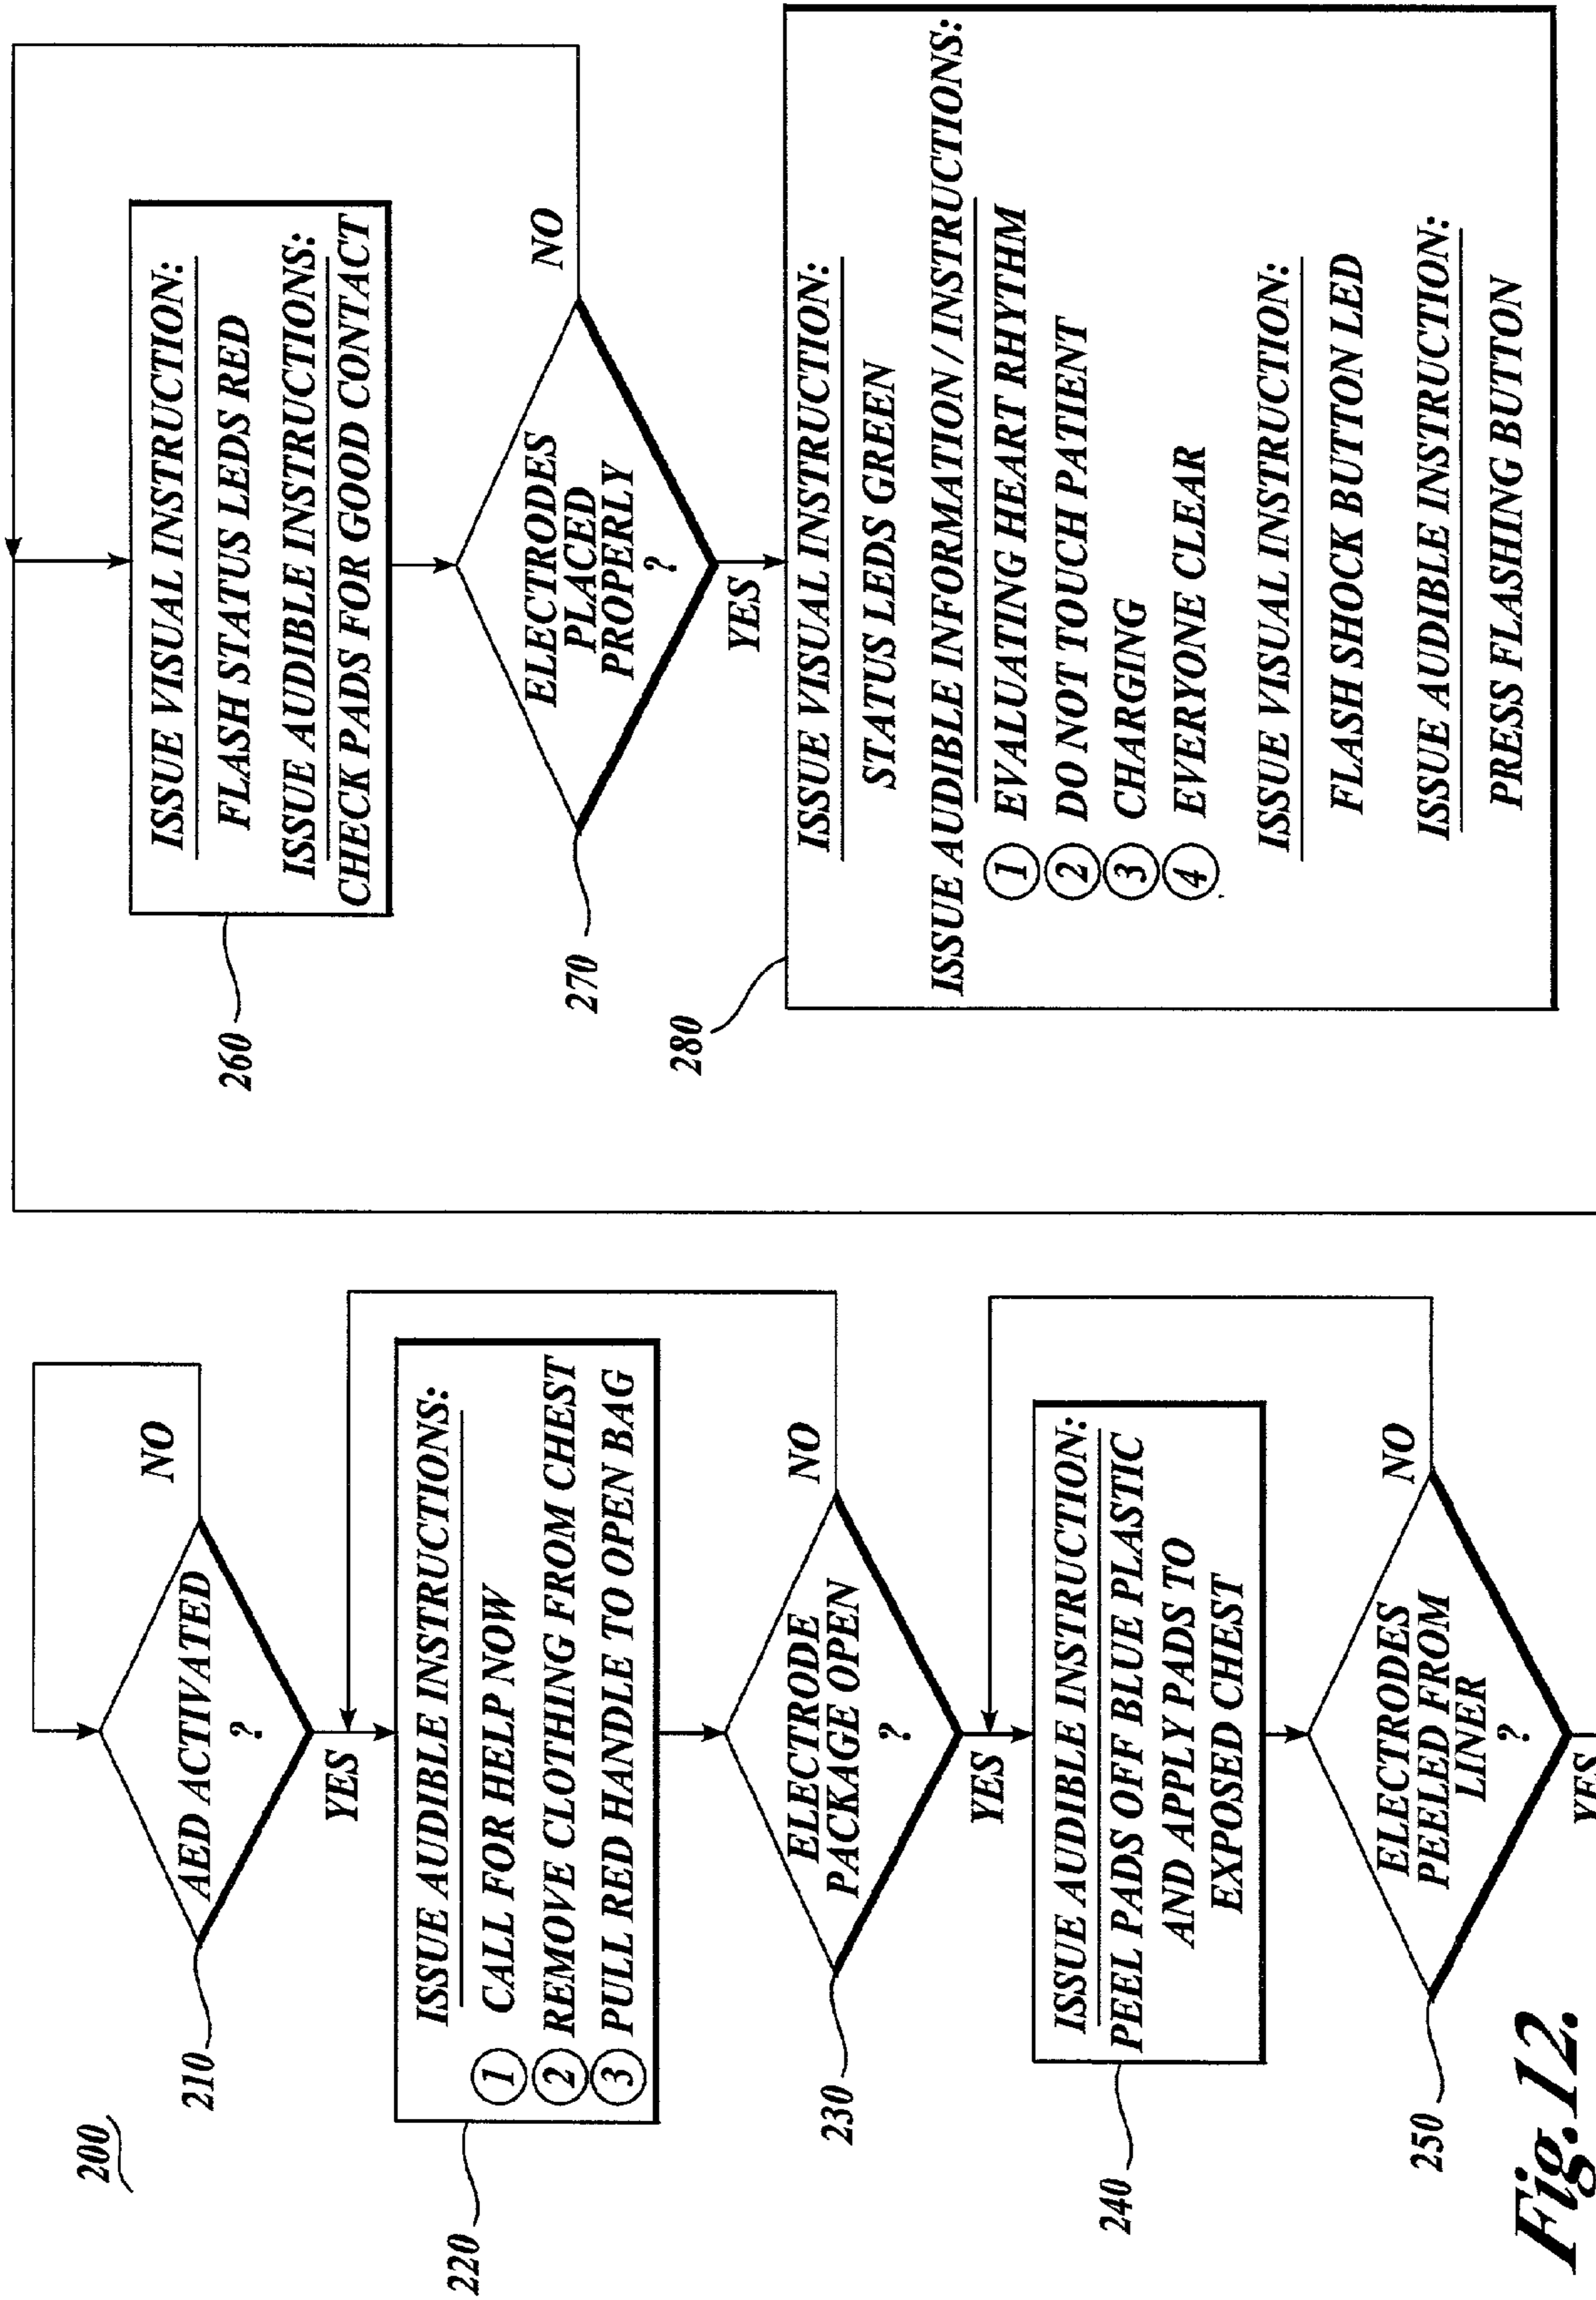 200
210
AED ACTIVATED
?
NO
YES
220
ISSUE AUDIBLE INSTRUCTIONS:
① CALL FOR HELP NOW
② REMOVE CLOTHING FROM CHEST
③ PULL RED HANDLE TO OPEN BAG
230
ELECTRODE
PACKAGE OPEN
?
NO
YES
240
ISSUE AUDIBLE INSTRUCTION:
PEEL PADS OFF BLUE PLASTIC
AND APPLY PADS TO
EXPOSED CHEST
250
ELECTRODES
PEELED FROM
LINER
?
NO
YES
260
ISSUE VISUAL INSTRUCTION:
FLASH STATUS LEDS RED
ISSUE AUDIBLE INSTRUCTIONS:
CHECK PADS FOR GOOD CONTACT
270
ELECTRODES
PLACED
PROPERLY
?
NO
YES
280
ISSUE VISUAL INSTRUCTION:
STATUS LEDS GREEN
ISSUE AUDIBLE INFORMATION / INSTRUCTIONS:
① EVALUATING HEART RHYTHM
② DO NOT TOUCH PATIENT
③ CHARGING
④ EVERYONE CLEAR
ISSUE VISUAL INSTRUCTION:
FLASH SHOCK BUTTON LED
ISSUE AUDIBLE INSTRUCTION:
PRESS FLASHING BUTTON
Fig.12.